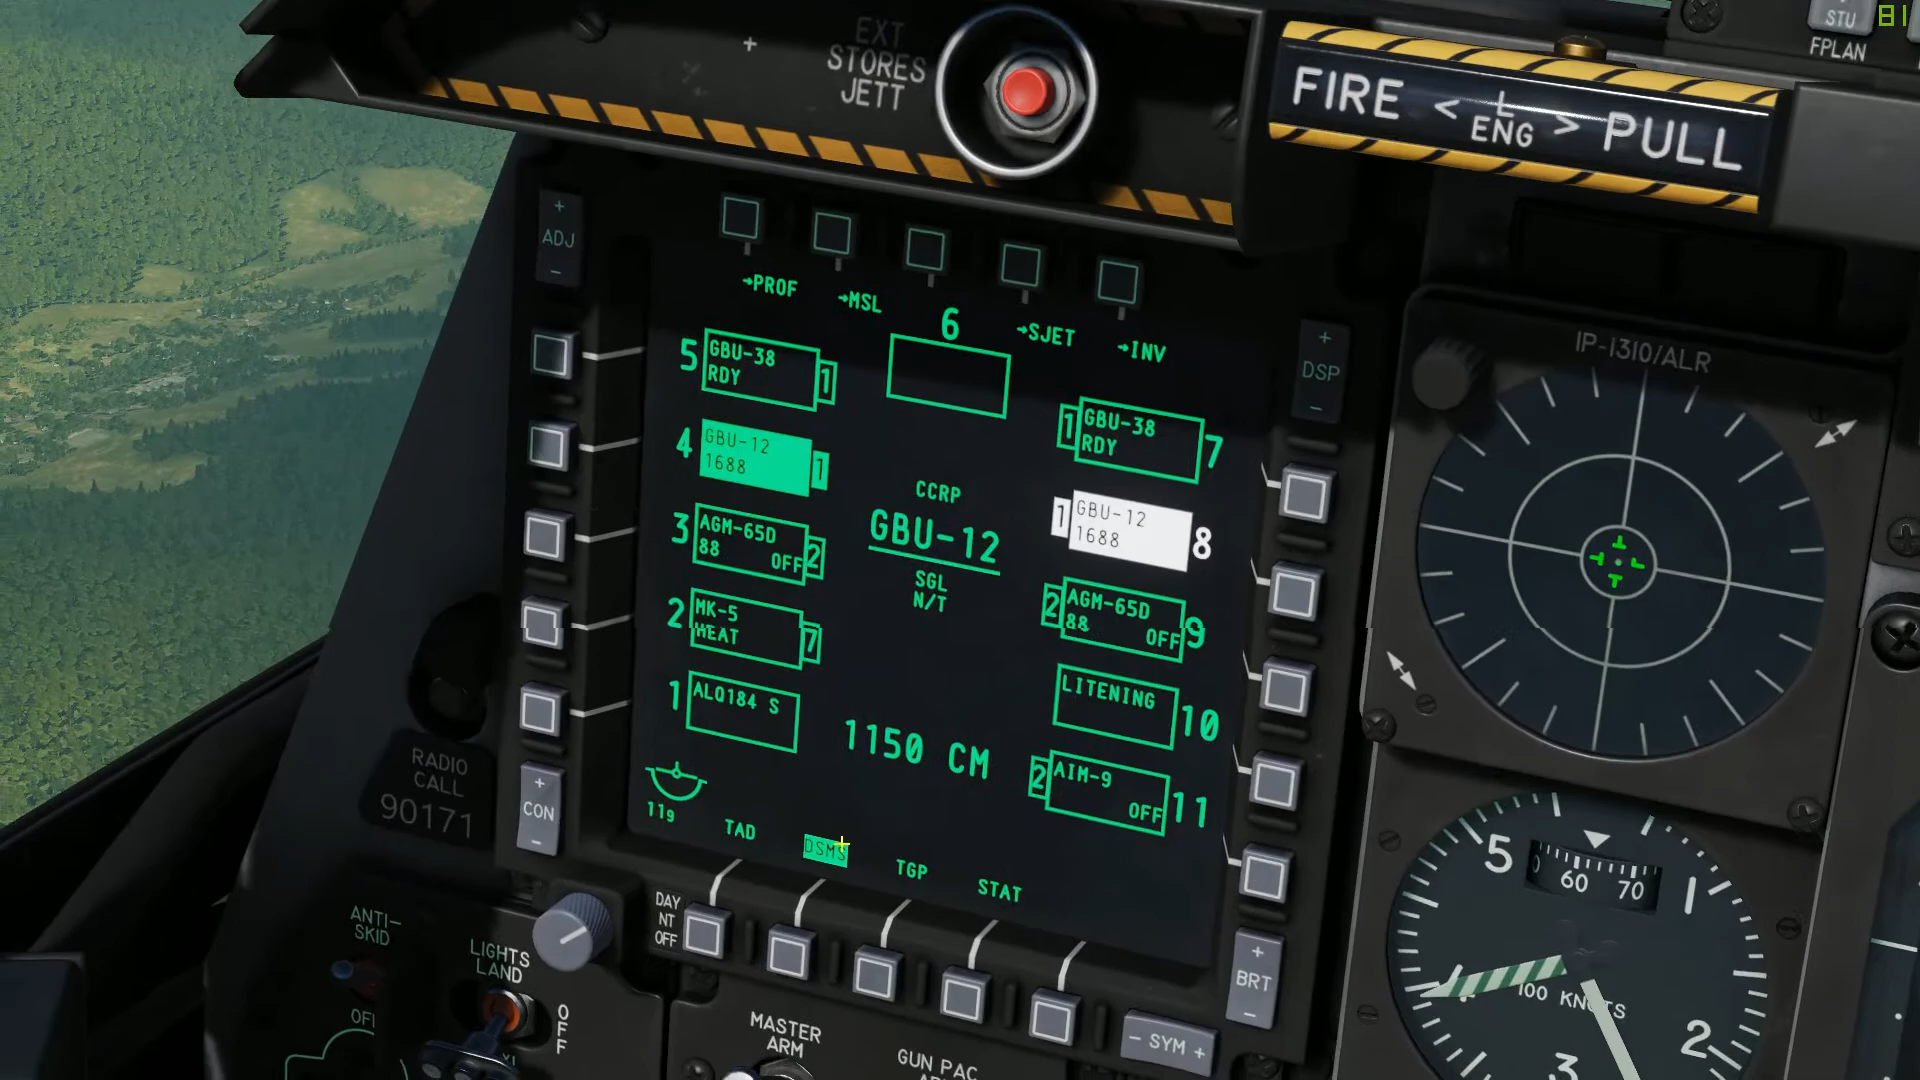 81
EXT
STORES
JETT
FIRE < L ENG > PULL
STU
FPLAN
+
ADJ
-
→PROF
→MSL
6
→SJET
→INV
+
DSP
-
IP-1310/ALR
5
GBU-38
RDY
1
1
GBU-38
RDY
7
4
GBU-12
1688
1
CCRP
GBU-12
SGL
N/T
1
GBU-12
1688
8
3
AGM-65D
88 OFF
2
2
AGM-65D
88 OFF
9
2
MK-5
HEAT
7
LITENING
10
1
ALQ184 S
1150 CM
2
AIM-9
OFF
11
119
TAD
DSMS
TGP
STAT
RADIO
CALL
90171
+
CON
-
DAY
NT
OFF
+
BRT
-
- SYM +
ANTI-
SKID
LIGHTS
LAND
OFF
MASTER
ARM
GUN PAC
5
0
60
70
1
100 KNOTS
2
3